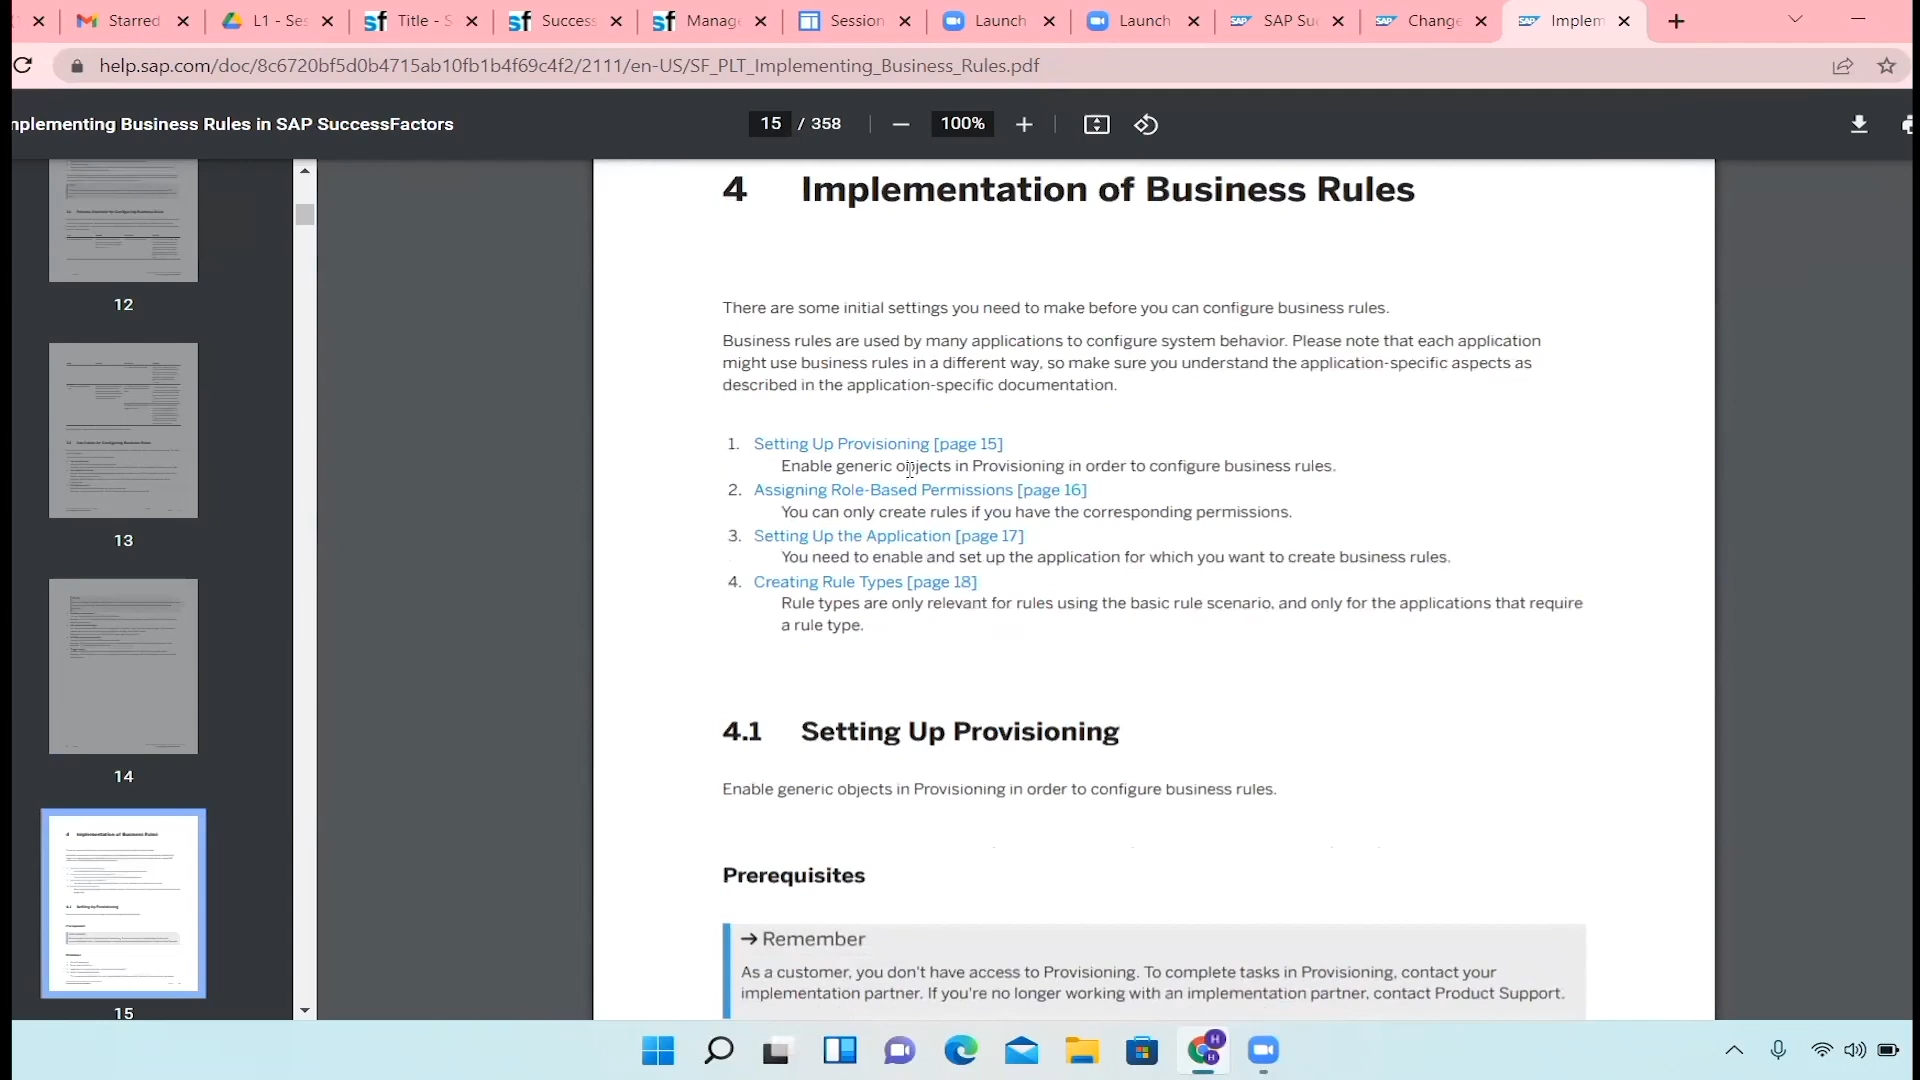 Starred
L1 - Ses
Title - S
Success
Manage
Session
Launch
Launch
SAP Suc
Change
Implem
help.sap.com/doc/8c6720bf5d0b4715ab10fb1b4f69c4f2/2111/en-US/SF_PLT_Implementing_Business_Rules.pdf
mplementing Business Rules in SAP SuccessFactors
15 / 358
100%
12
13
14
15
4 Implementation of Business Rules
There are some initial settings you need to make before you can configure business rules.
Business rules are used by many applications to configure system behavior. Please note that each application
might use business rules in a different way, so make sure you understand the application-specific aspects as
described in the application-specific documentation.
1. Setting Up Provisioning [page 15]
Enable generic objects in Provisioning in order to configure business rules.
2. Assigning Role-Based Permissions [page 16]
You can only create rules if you have the corresponding permissions.
3. Setting Up the Application [page 17]
You need to enable and set up the application for which you want to create business rules.
4. Creating Rule Types [page 18]
Rule types are only relevant for rules using the basic rule scenario, and only for the applications that require
a rule type.
4.1 Setting Up Provisioning
Enable generic objects in Provisioning in order to configure business rules.
Prerequisites
→ Remember
As a customer, you don't have access to Provisioning. To complete tasks in Provisioning, contact your
implementation partner. If you're no longer working with an implementation partner, contact Product Support.